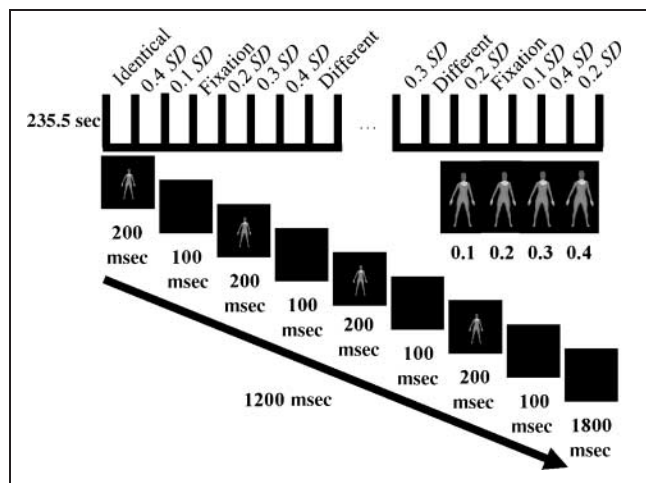 Identical
0.4 SD
0.1 SD
Fixation
0.2 SD
0.3 SD
0.4 SD
Different
...
0.3 SD
Different
0.2 SD
Fixation
0.1 SD
0.4 SD
0.2 SD
235.5 sec
0.1 0.2 0.3 0.4
200
msec
100
msec
200
msec
100
msec
200
msec
100
msec
200
msec
100
msec
1800
msec
1200 msec